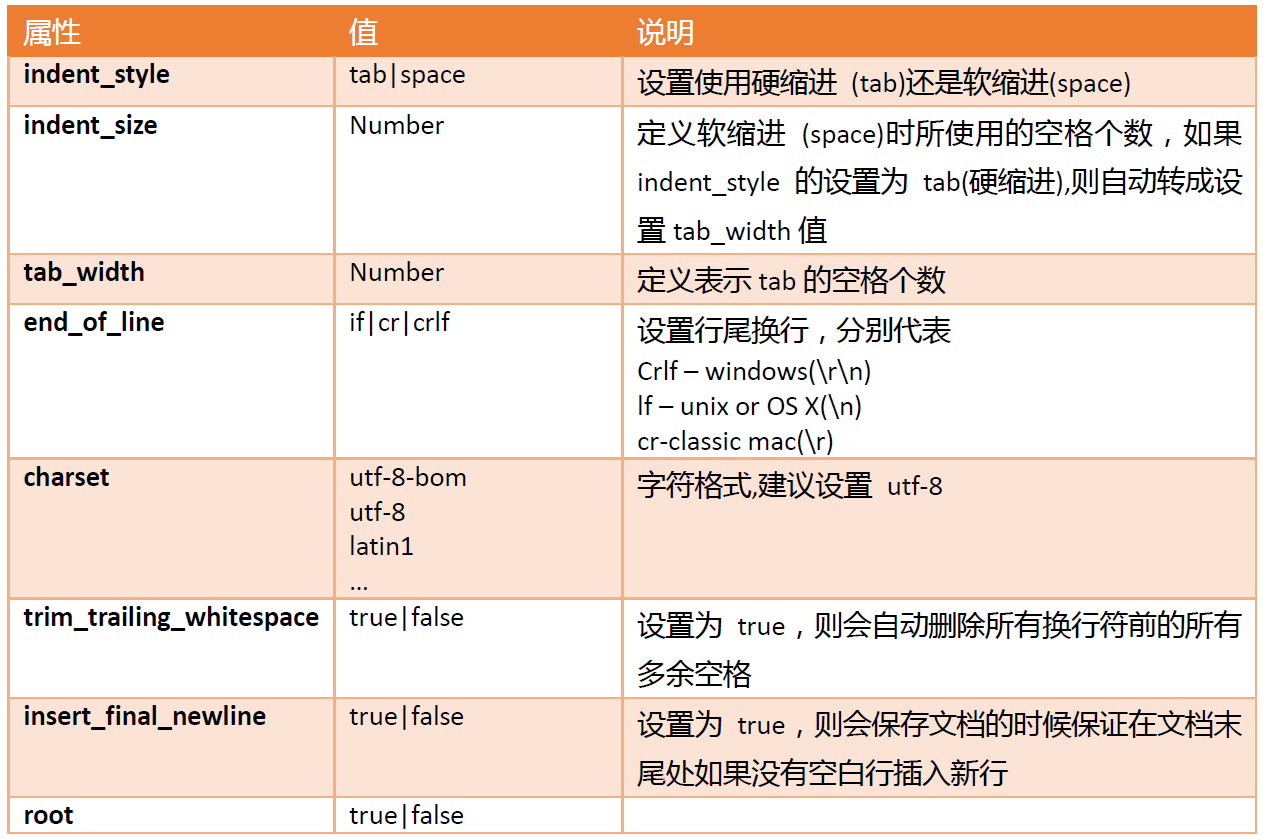 属性 值 说明
indent_style tab|space 设置使用硬缩进 (tab)还是软缩进(space)
indent_size Number 定义软缩进 (space)时所使用的空格个数，如果
indent_style 的设置为 tab(硬缩进),则自动转成设
置 tab_width 值
tab_width Number 定义表示 tab 的空格个数
end_of_line if|cr|crlf 设置行尾换行，分别代表
Crlf – windows(\r\n)
lf – unix or OS X(\n)
cr-classic mac(\r)
charset utf-8-bom 字符格式,建议设置 utf-8
utf-8
latin1
...
trim_trailing_whitespace true|false 设置为 true，则会自动删除所有换行符前的所有
多余空格
insert_final_newline true|false 设置为 true，则会保存文档的时候保证在文档末
尾处如果没有空白行插入新行
root true|false